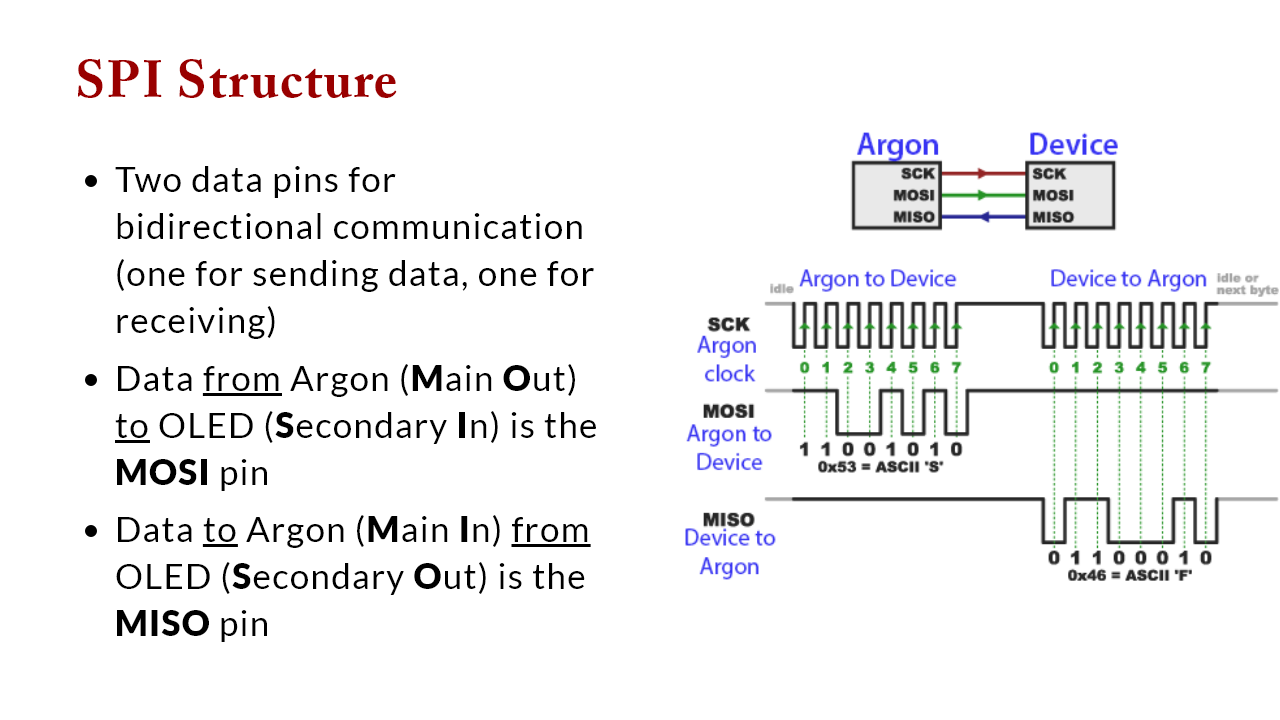 SPI Structure
• Two data pins for
bidirectional communication
(one for sending data, one for
receiving)
• Data from Argon (Main Out)
to OLED (Secondary In) is the
MOSI pin
• Data to Argon (Main In) from
OLED (Secondary Out) is the
MISO pin
Argon Device
SCK SCK
MOSI MOSI
MISO MISO
idle Argon to Device Device to Argon idle or
next byte
SCK
Argon
clock
0 1 2 3 4 5 6 7 0 1 2 3 4 5 6 7
MOSI
Argon to
Device
1 1 0 0 1 0 1 0
0x53 = ASCII 'S'
MISO
Device to
Argon
0 1 1 0 0 0 1 0
0x46 = ASCII 'F'